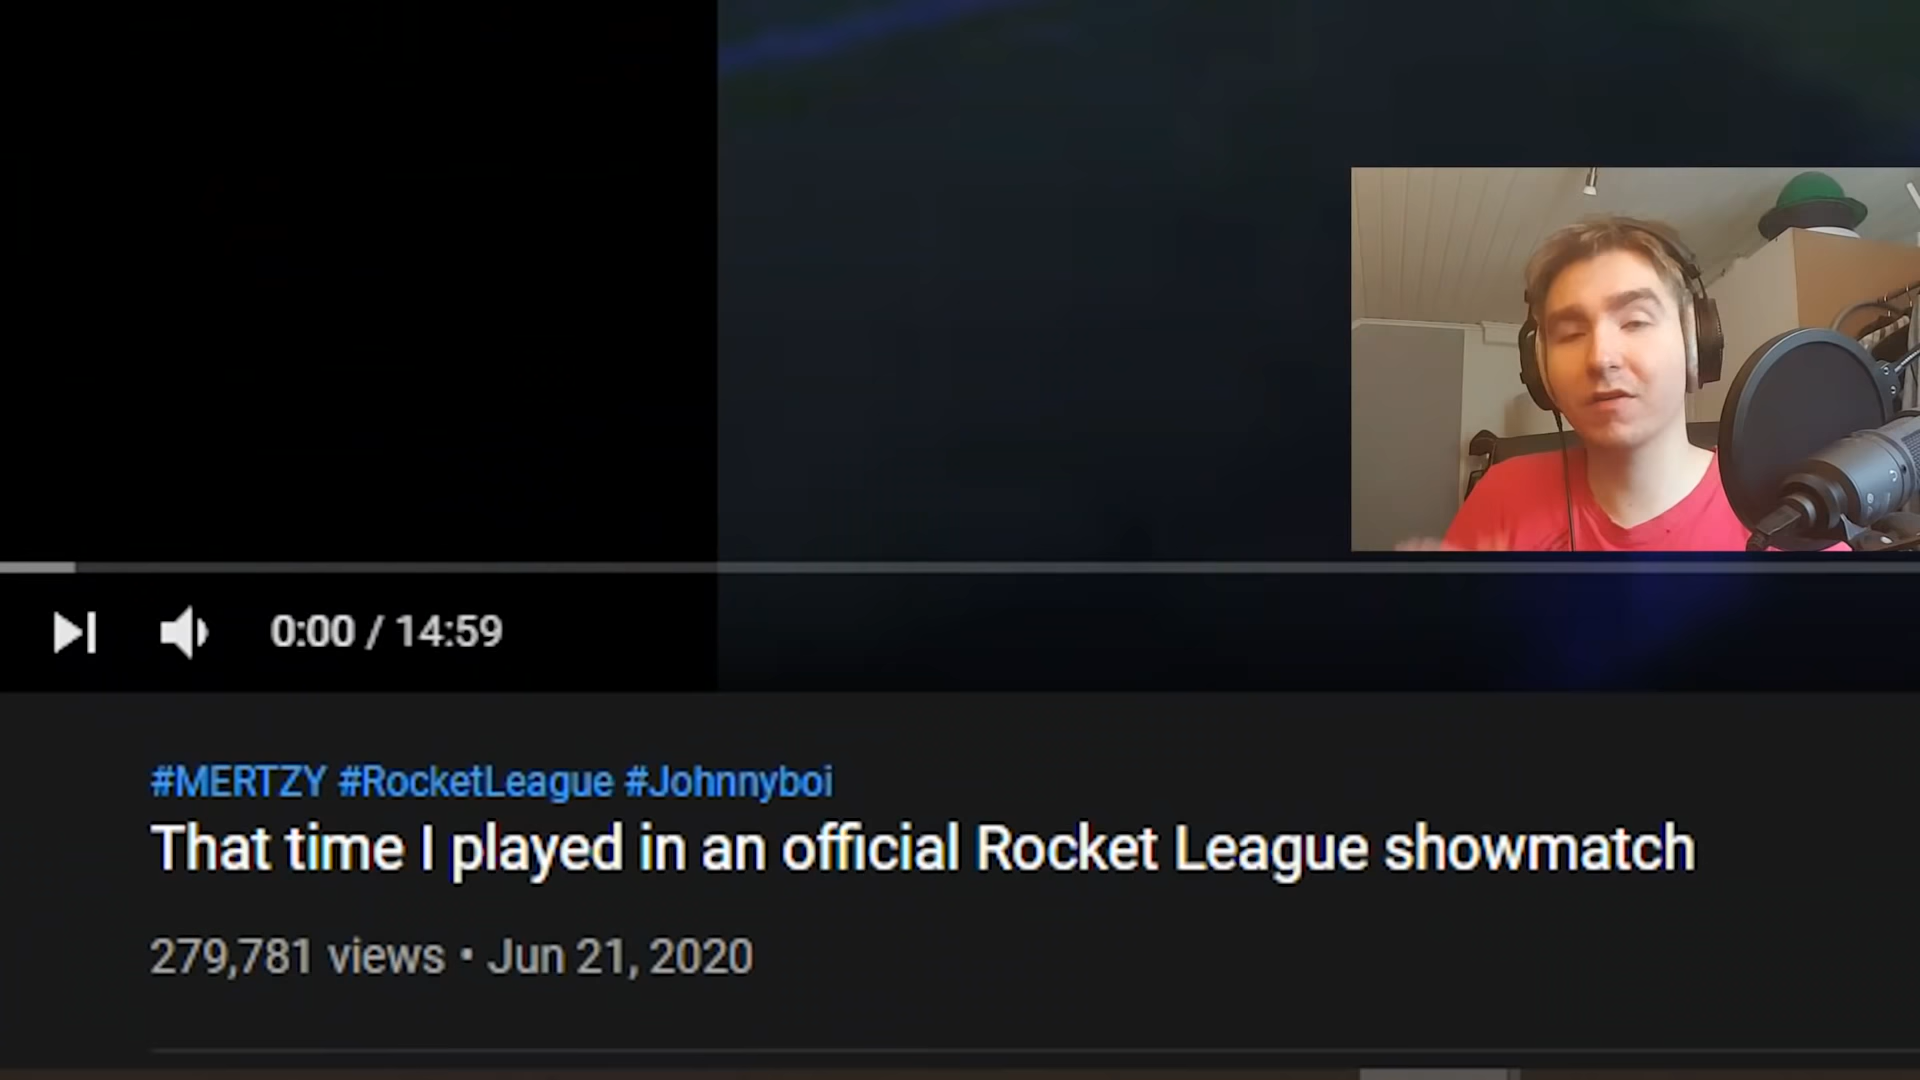 0:00 / 14:59
#MERTZY #RocketLeague #Johnnyboi
That time I played in an official Rocket League showmatch
279,781 views • Jun 21, 2020